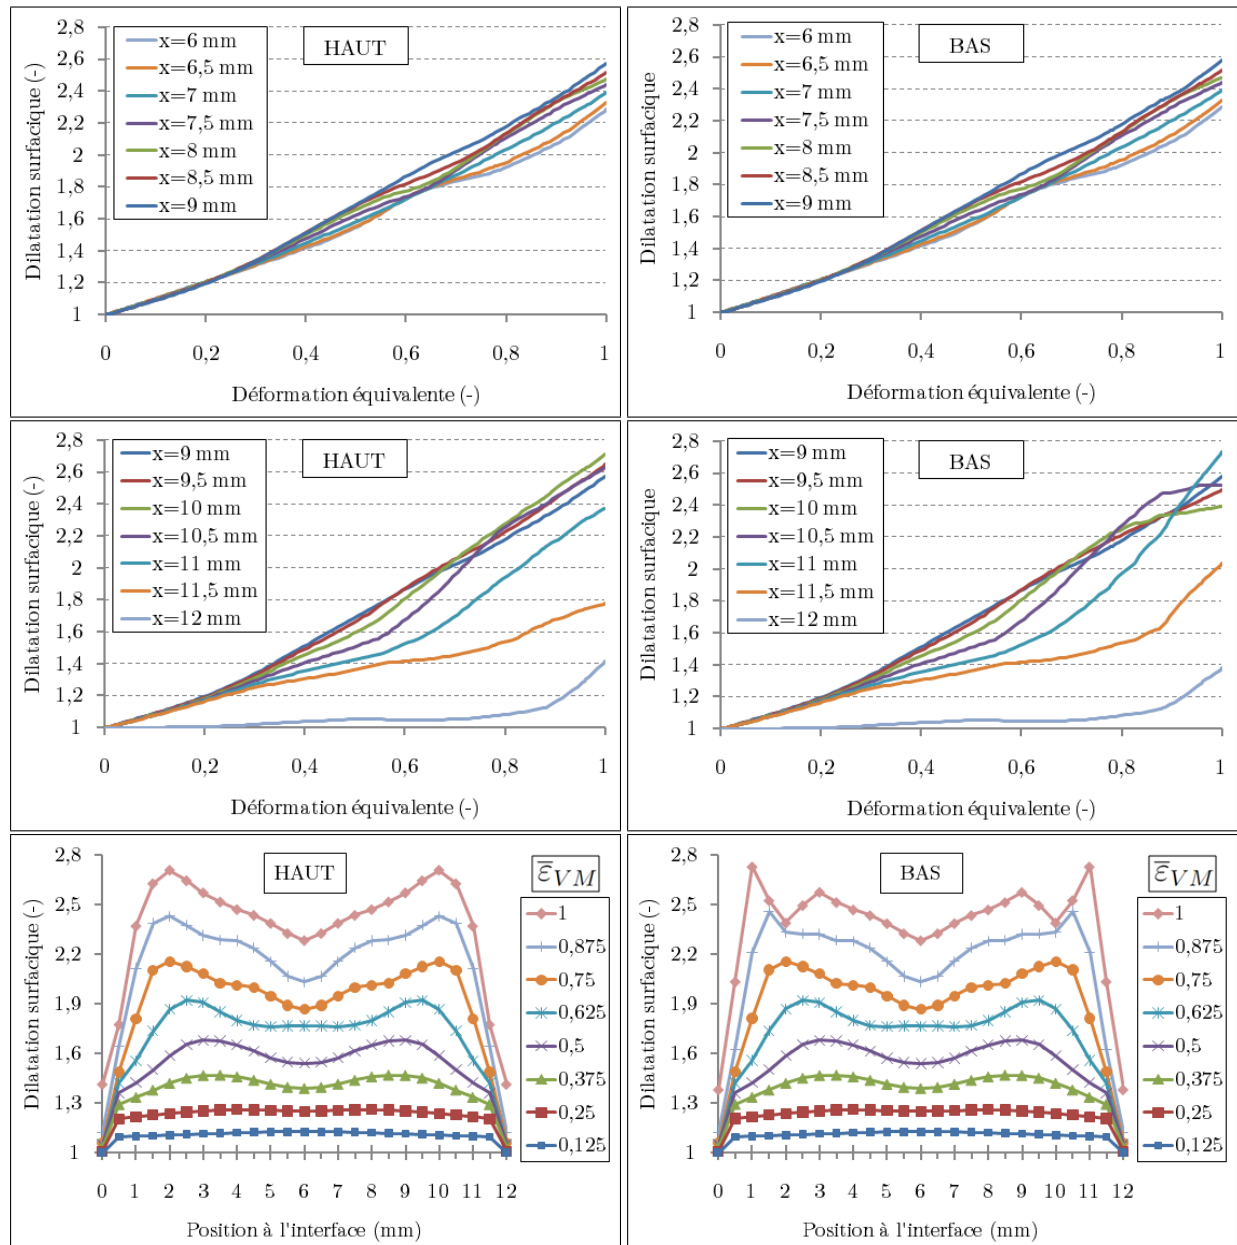 Dilatation surfacique (-)
2,8
2,6
2,4
2,2
2
1,8
1,6
1,4
1,2
1
x=6 mm
x=6,5 mm
x=7 mm
x=7,5 mm
x=8 mm
x=8,5 mm
x=9 mm
HAUT
0 0,2 0,4 0,6 0,8 1
Déformation équivalente (-)
Dilatation surfacique
2,8
2,6
2,4
2,2
2
1,8
1,6
1,4
1,2
1
x=6 mm
x=6,5 mm
x=7 mm
x=7,5 mm
x=8 mm
x=8,5 mm
x=9 mm
BAS
0 0,2 0,4 0,6 0,8 1
Déformation équivalente (-)
Dilatation surfacique (-)
2,8
2,6
2,4
2,2
2
1,8
1,6
1,4
1,2
1
x=9 mm
x=9,5 mm
x=10 mm
x=10,5 mm
x=11 mm
x=11,5 mm
x=12 mm
HAUT
0 0,2 0,4 0,6 0,8 1
Déformation équivalente (-)
Dilatation surfacique
2,8
2,6
2,4
2,2
2
1,8
1,6
1,4
1,2
1
x=9 mm
x=9,5 mm
x=10 mm
x=10,5 mm
x=11 mm
x=11,5 mm
x=12 mm
BAS
0 0,2 0,4 0,6 0,8 1
Déformation équivalente (-)
Dilatation surfacique (-)
2,8
2,5
2,2
1,9
1,6
1,3
1
HAUT
ε̅VM
1
0,875
0,75
0,625
0,5
0,375
0,25
0,125
0 1 2 3 4 5 6 7 8 9 10 11 12
Position à l'interface (mm)
Dilatation surfacique (-)
2,8
2,5
2,2
1,9
1,6
1,3
1
BAS
ε̅VM
1
0,875
0,75
0,625
0,5
0,375
0,25
0,125
0 1 2 3 4 5 6 7 8 9 10 11 12
Position à l'interface (mm)